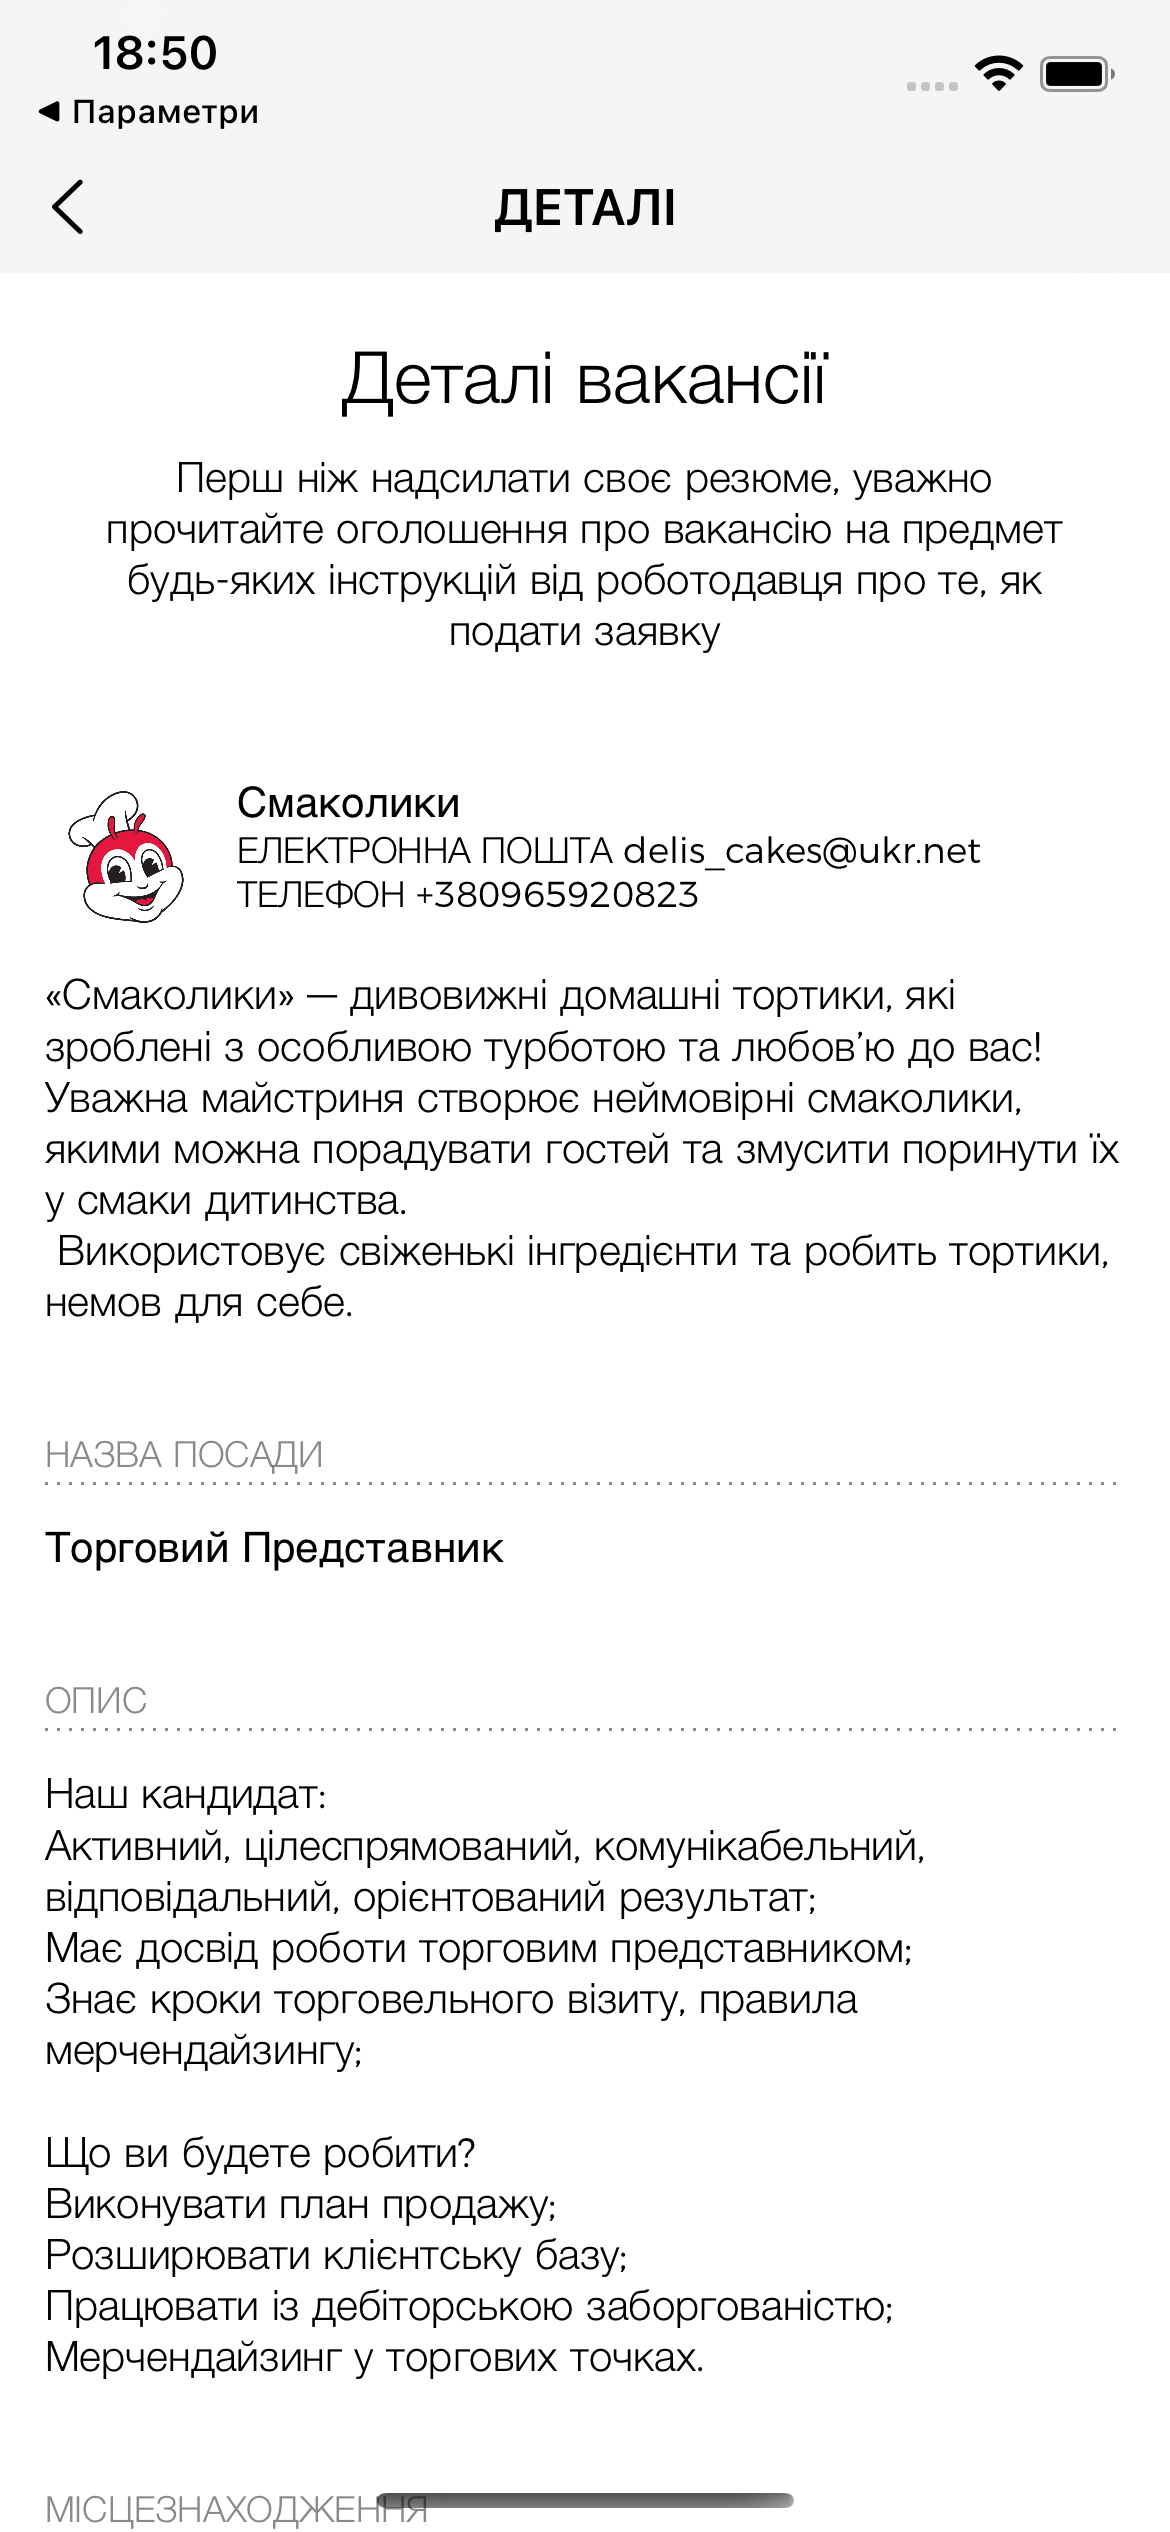 18:50
◀ Параметри
ДЕТАЛІ
Деталі вакансії
Перш ніж надсилати своє резюме, уважно
прочитайте оголошення про вакансію на предмет
будь-яких інструкцій від роботодавця про те, як
подати заявку
Смаколики
ЕЛЕКТРОННА ПОШТА delis_cakes@ukr.net
ТЕЛЕФОН +380965920823
«Смаколики» — дивовижні домашні тортики, які
зроблені з особливою турботою та любов’ю до вас!
Уважна майстриня створює неймовірні смаколики,
якими можна порадувати гостей та змусити поринути їх
у смаки дитинства.
Використовує свіженькі інгредієнти та робить тортики,
немов для себе.
НАЗВА ПОСАДИ
Торговий Представник
ОПИС
Наш кандидат:
Активний, цілеспрямований, комунікабельний,
відповідальний, орієнтований результат;
Має досвід роботи торговим представником;
Знає кроки торговельного візиту, правила
мерчендайзингу;
Що ви будете робити?
Виконувати план продажу;
Розширювати клієнтську базу;
Працювати із дебіторською заборгованістю;
Мерчендайзинг у торгових точках.
МІСЦЕЗНАХОДЖЕННЯ